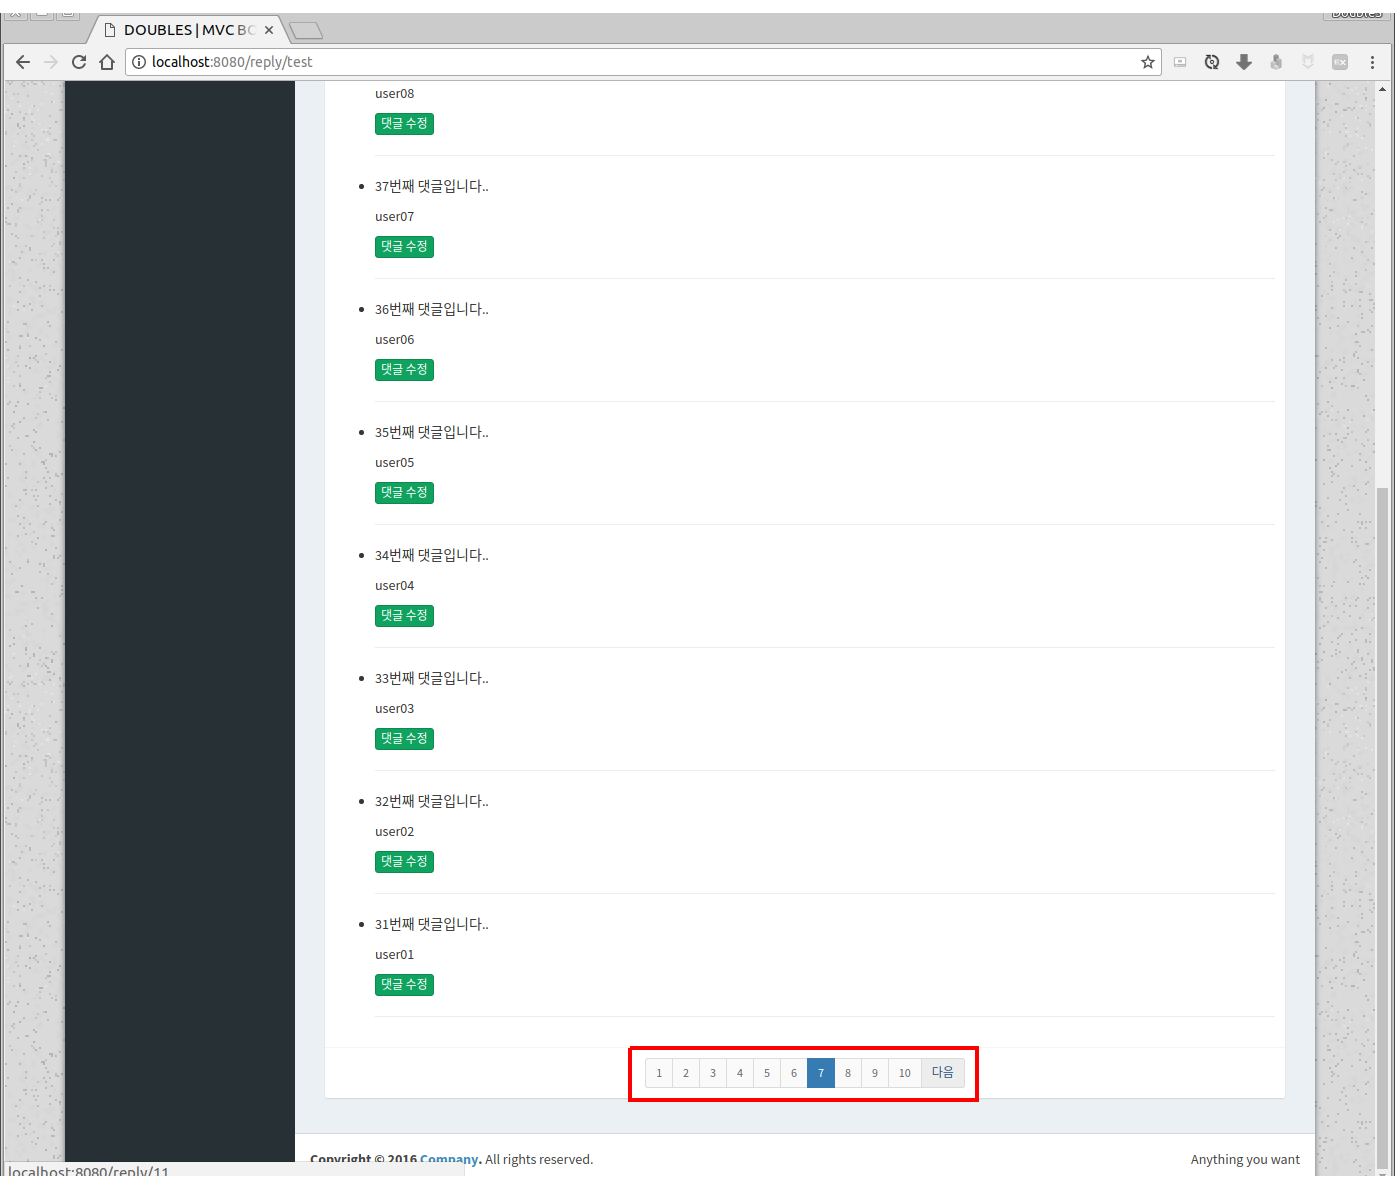 DOUBLES | MVC BC
Doubles
localhost:8080/reply/test
user08
댓글 수정
37번째 댓글입니다..
user07
댓글 수정
36번째 댓글입니다..
user06
댓글 수정
35번째 댓글입니다..
user05
댓글 수정
34번째 댓글입니다..
user04
댓글 수정
33번째 댓글입니다..
user03
댓글 수정
32번째 댓글입니다..
user02
댓글 수정
31번째 댓글입니다..
user01
댓글 수정
1 2 3 4 5 6 7 8 9 10 다음
Copyright © 2016 Company. All rights reserved. Anything you want
localhost:8080/reply/11